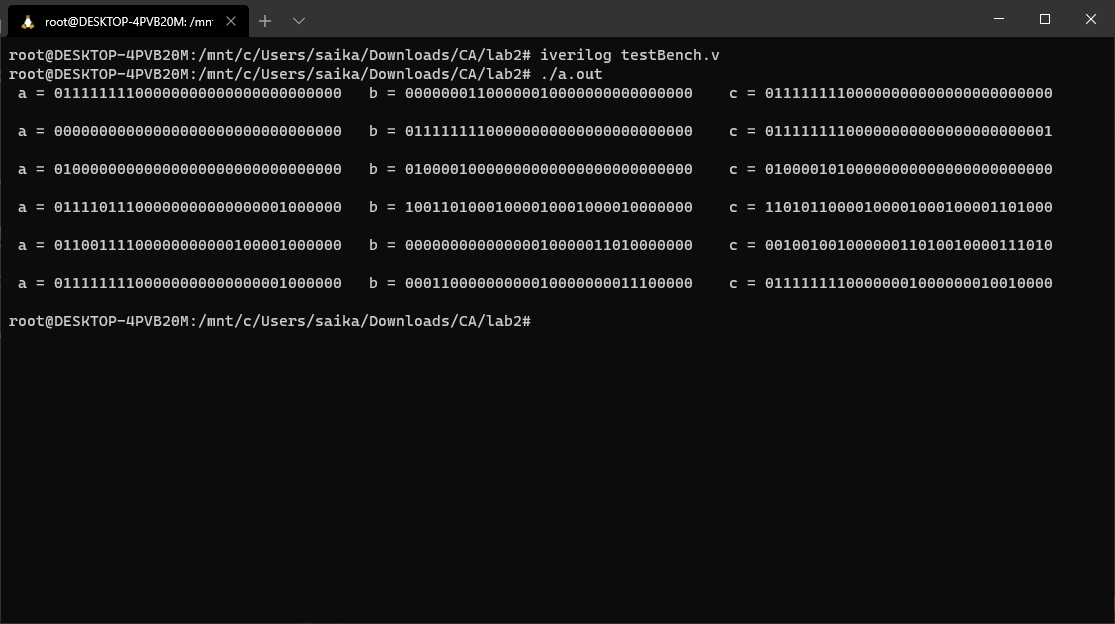 root@DESKTOP-4PVB20M: /mn
root@DESKTOP-4PVB20M:/mnt/c/Users/saika/Downloads/CA/lab2# iverilog testBench.v
root@DESKTOP-4PVB20M:/mnt/c/Users/saika/Downloads/CA/lab2# ./a.out
a = 01111111100000000000000000000000   b = 00000001100000010000000000000000    c = 01111111100000000000000000000000
a = 00000000000000000000000000000000   b = 01111111100000000000000000000000    c = 01111111100000000000000000000001
a = 01000000000000000000000000000000   b = 01000010000000000000000000000000    c = 01000010100000000000000000000000
a = 01111011100000000000000001000000   b = 10011010001000010001000010000000    c = 11010110000100001000100001101000
a = 01100111100000000000100001000000   b = 00000000000000010000011010000000    c = 00100100100000011010010000111010
a = 01111111100000000000000001000000   b = 00011000000000010000000011100000    c = 01111111100000001000000010010000
root@DESKTOP-4PVB20M:/mnt/c/Users/saika/Downloads/CA/lab2#